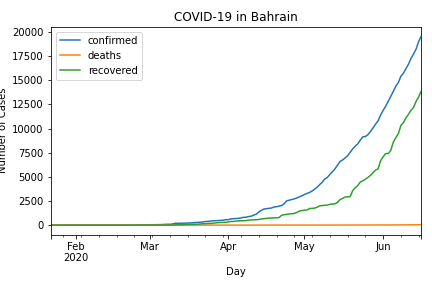 COVID-19 in Bahrain
confirmed
deaths
recovered
20000
17500
15000
12500
10000
7500
5000
2500
0
Number of Cases
Feb
2020
Mar
Apr
May
Jun
Day